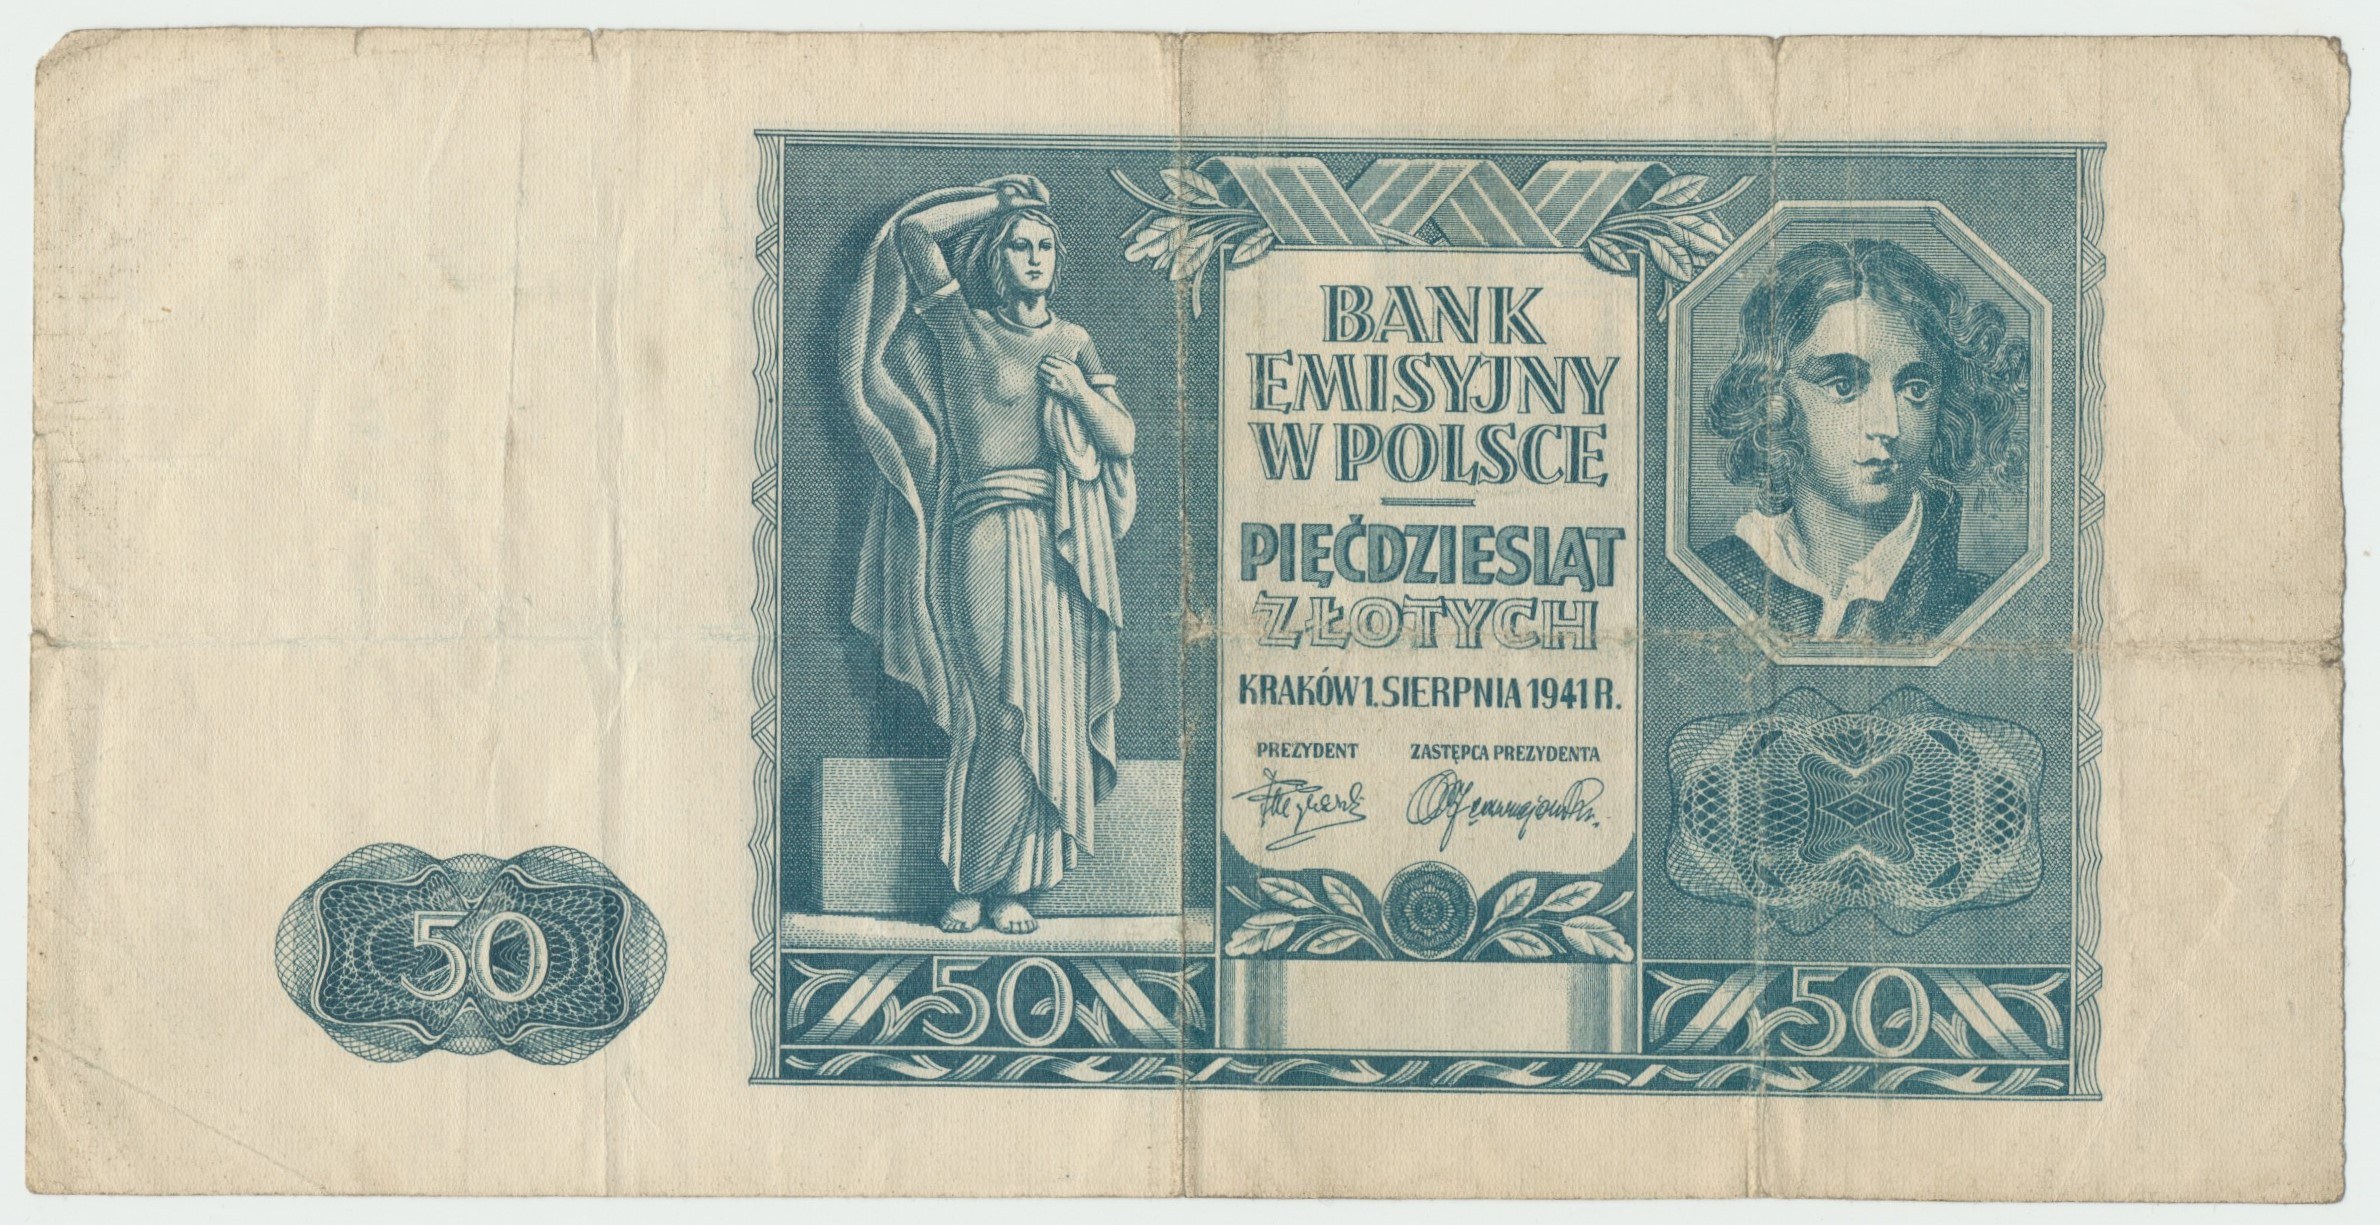 BANK
EMISYJNY
W POLSCE
PIĘĆDZIESIĄT
ZŁOTYCH
KRAKÓW 1. SIERPNIA 1941 R.
PREZYDENT ZASTĘPCA PREZYDENTA
50
50 50